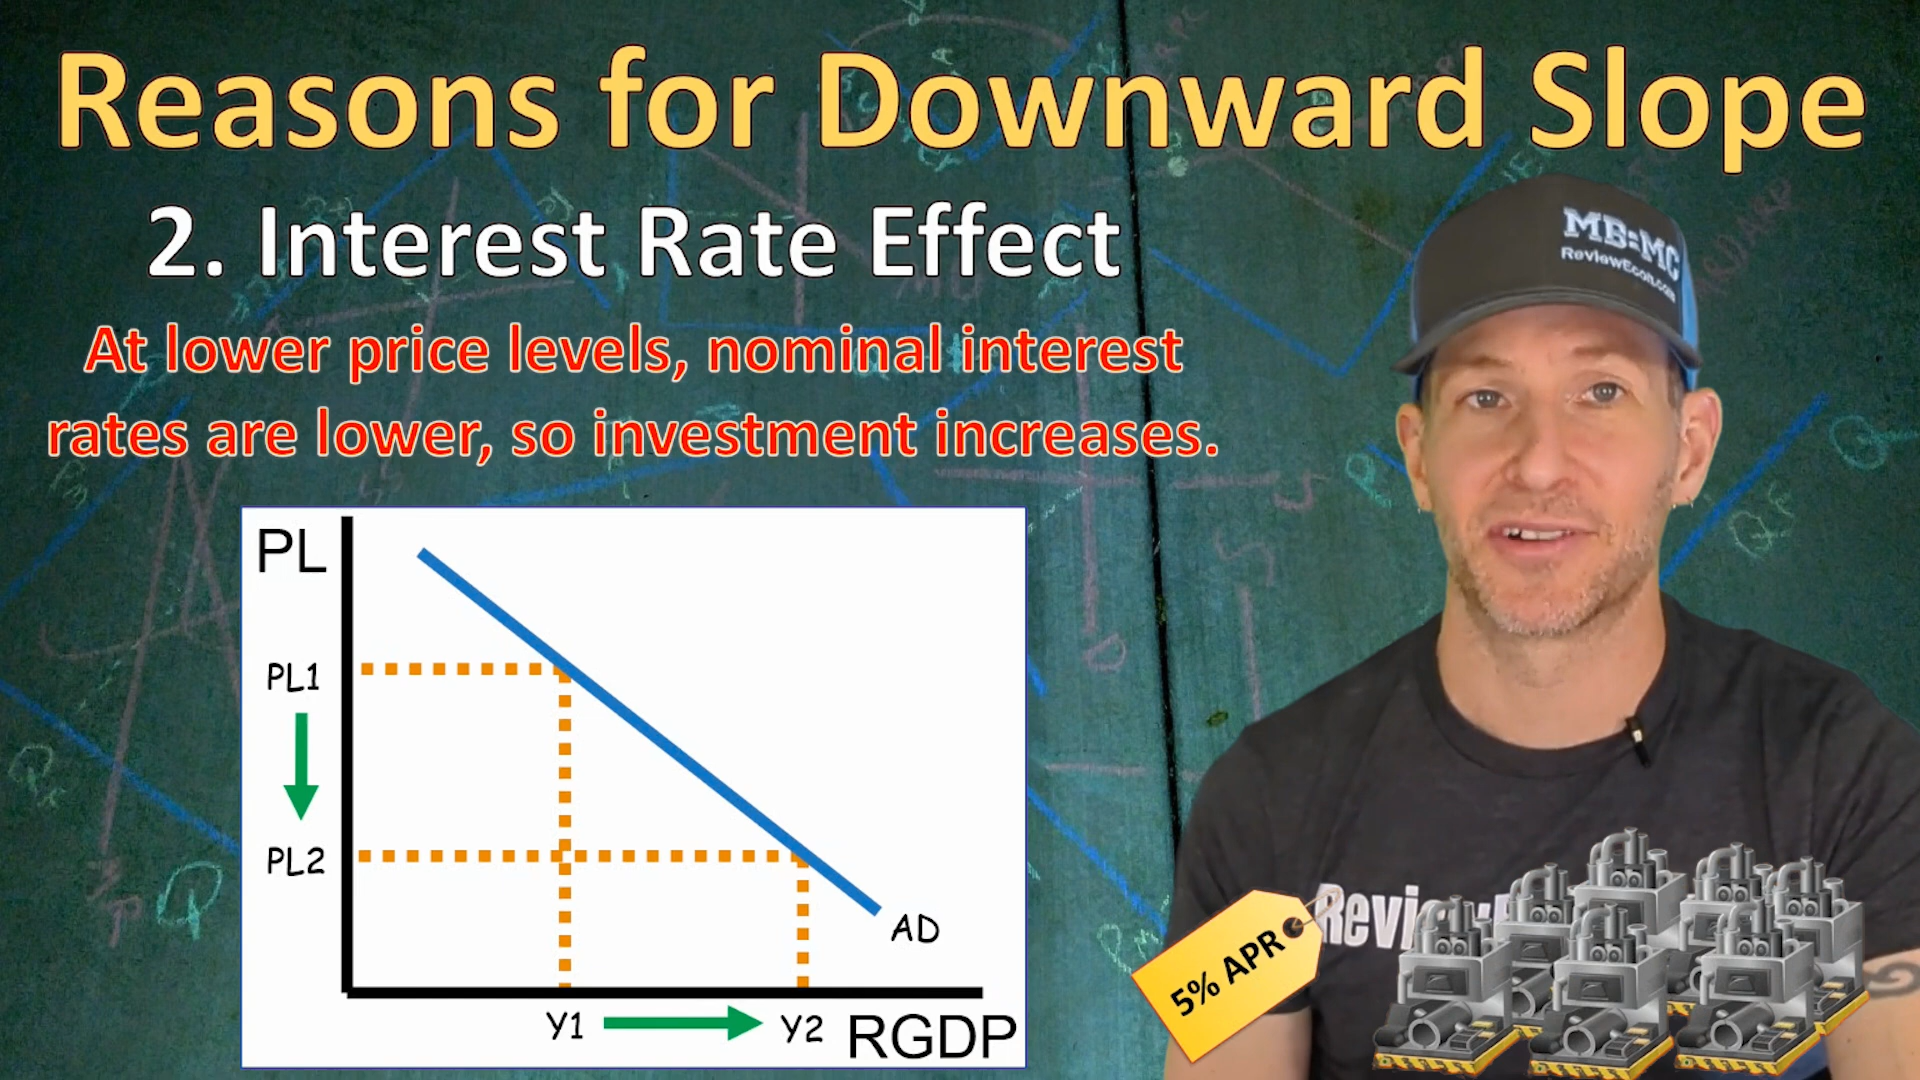 Reasons for Downward Slope
2. Interest Rate Effect
At lower price levels, nominal interest
rates are lower, so investment increases.
MB=MC
ReviewEcon.com
PL
PL1
PL2
AD
Y1
Y2
RGDP
5% APR